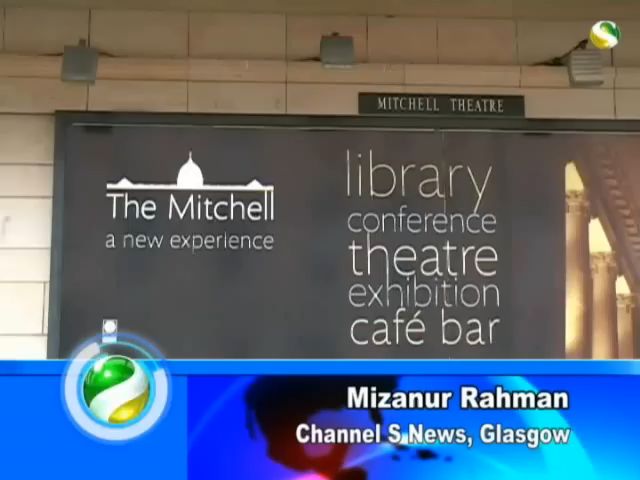 MITCHELL THEATRE
The Mitchell
a new experience
library
conference
theatre
exhibition
café bar
Mizanur Rahman
Channel S News, Glasgow